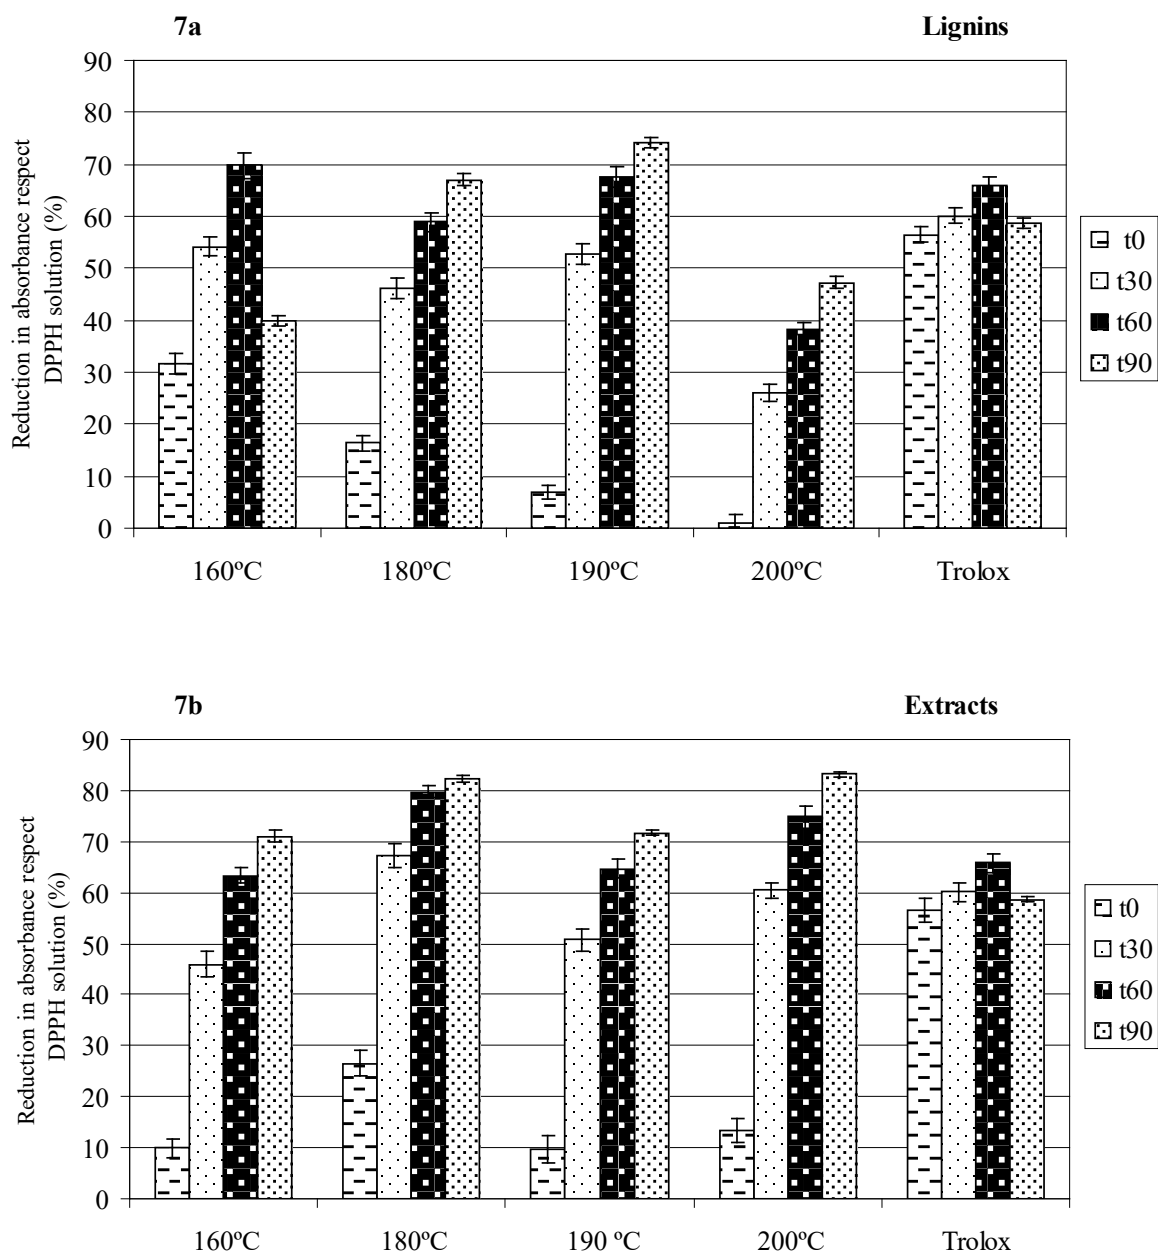 7a Lignins
Reduction in absorbance respect
DPPH solution (%)
90
80
70
60
50
40
30
20
10
0
160ºC 180ºC 190ºC 200ºC Trolox
t0
t30
t60
t90
7b Extracts
Reduction in absorbance respect
DPPH solution (%)
90
80
70
60
50
40
30
20
10
0
160ºC 180ºC 190 ºC 200ºC Trolox
t0
t30
t60
t90